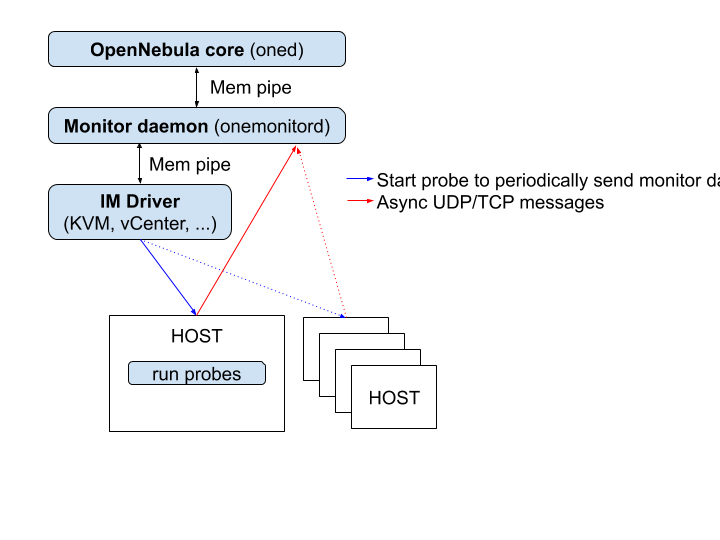 OpenNebula core (oned)
Mem pipe
Monitor daemon (onemonitord)
Mem pipe
IM Driver
(KVM, vCenter, ...)
Start probe to periodically send monitor da
Async UDP/TCP messages
HOST
run probes
HOST